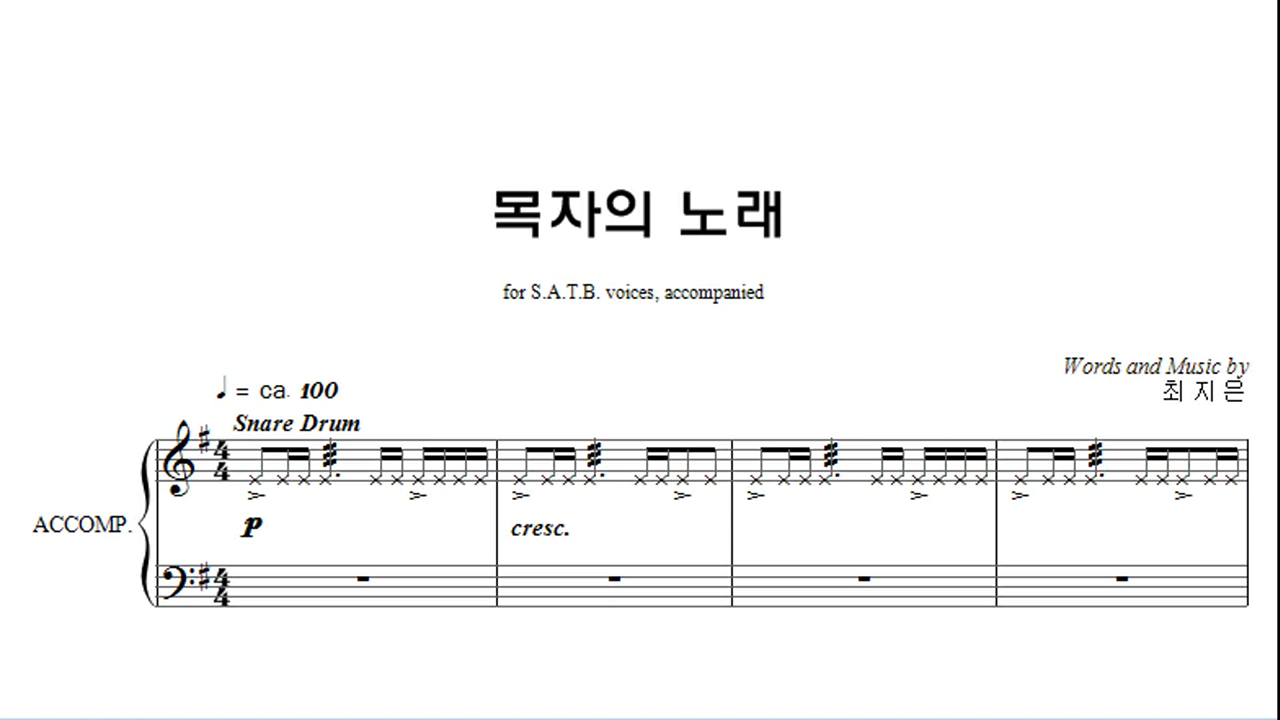 목자의 노래
for S.A.T.B. voices, accompanied
Words and Music by
최 지 은
♩ = ca. 100
Snare Drum
ACCOMP.
p
cresc.